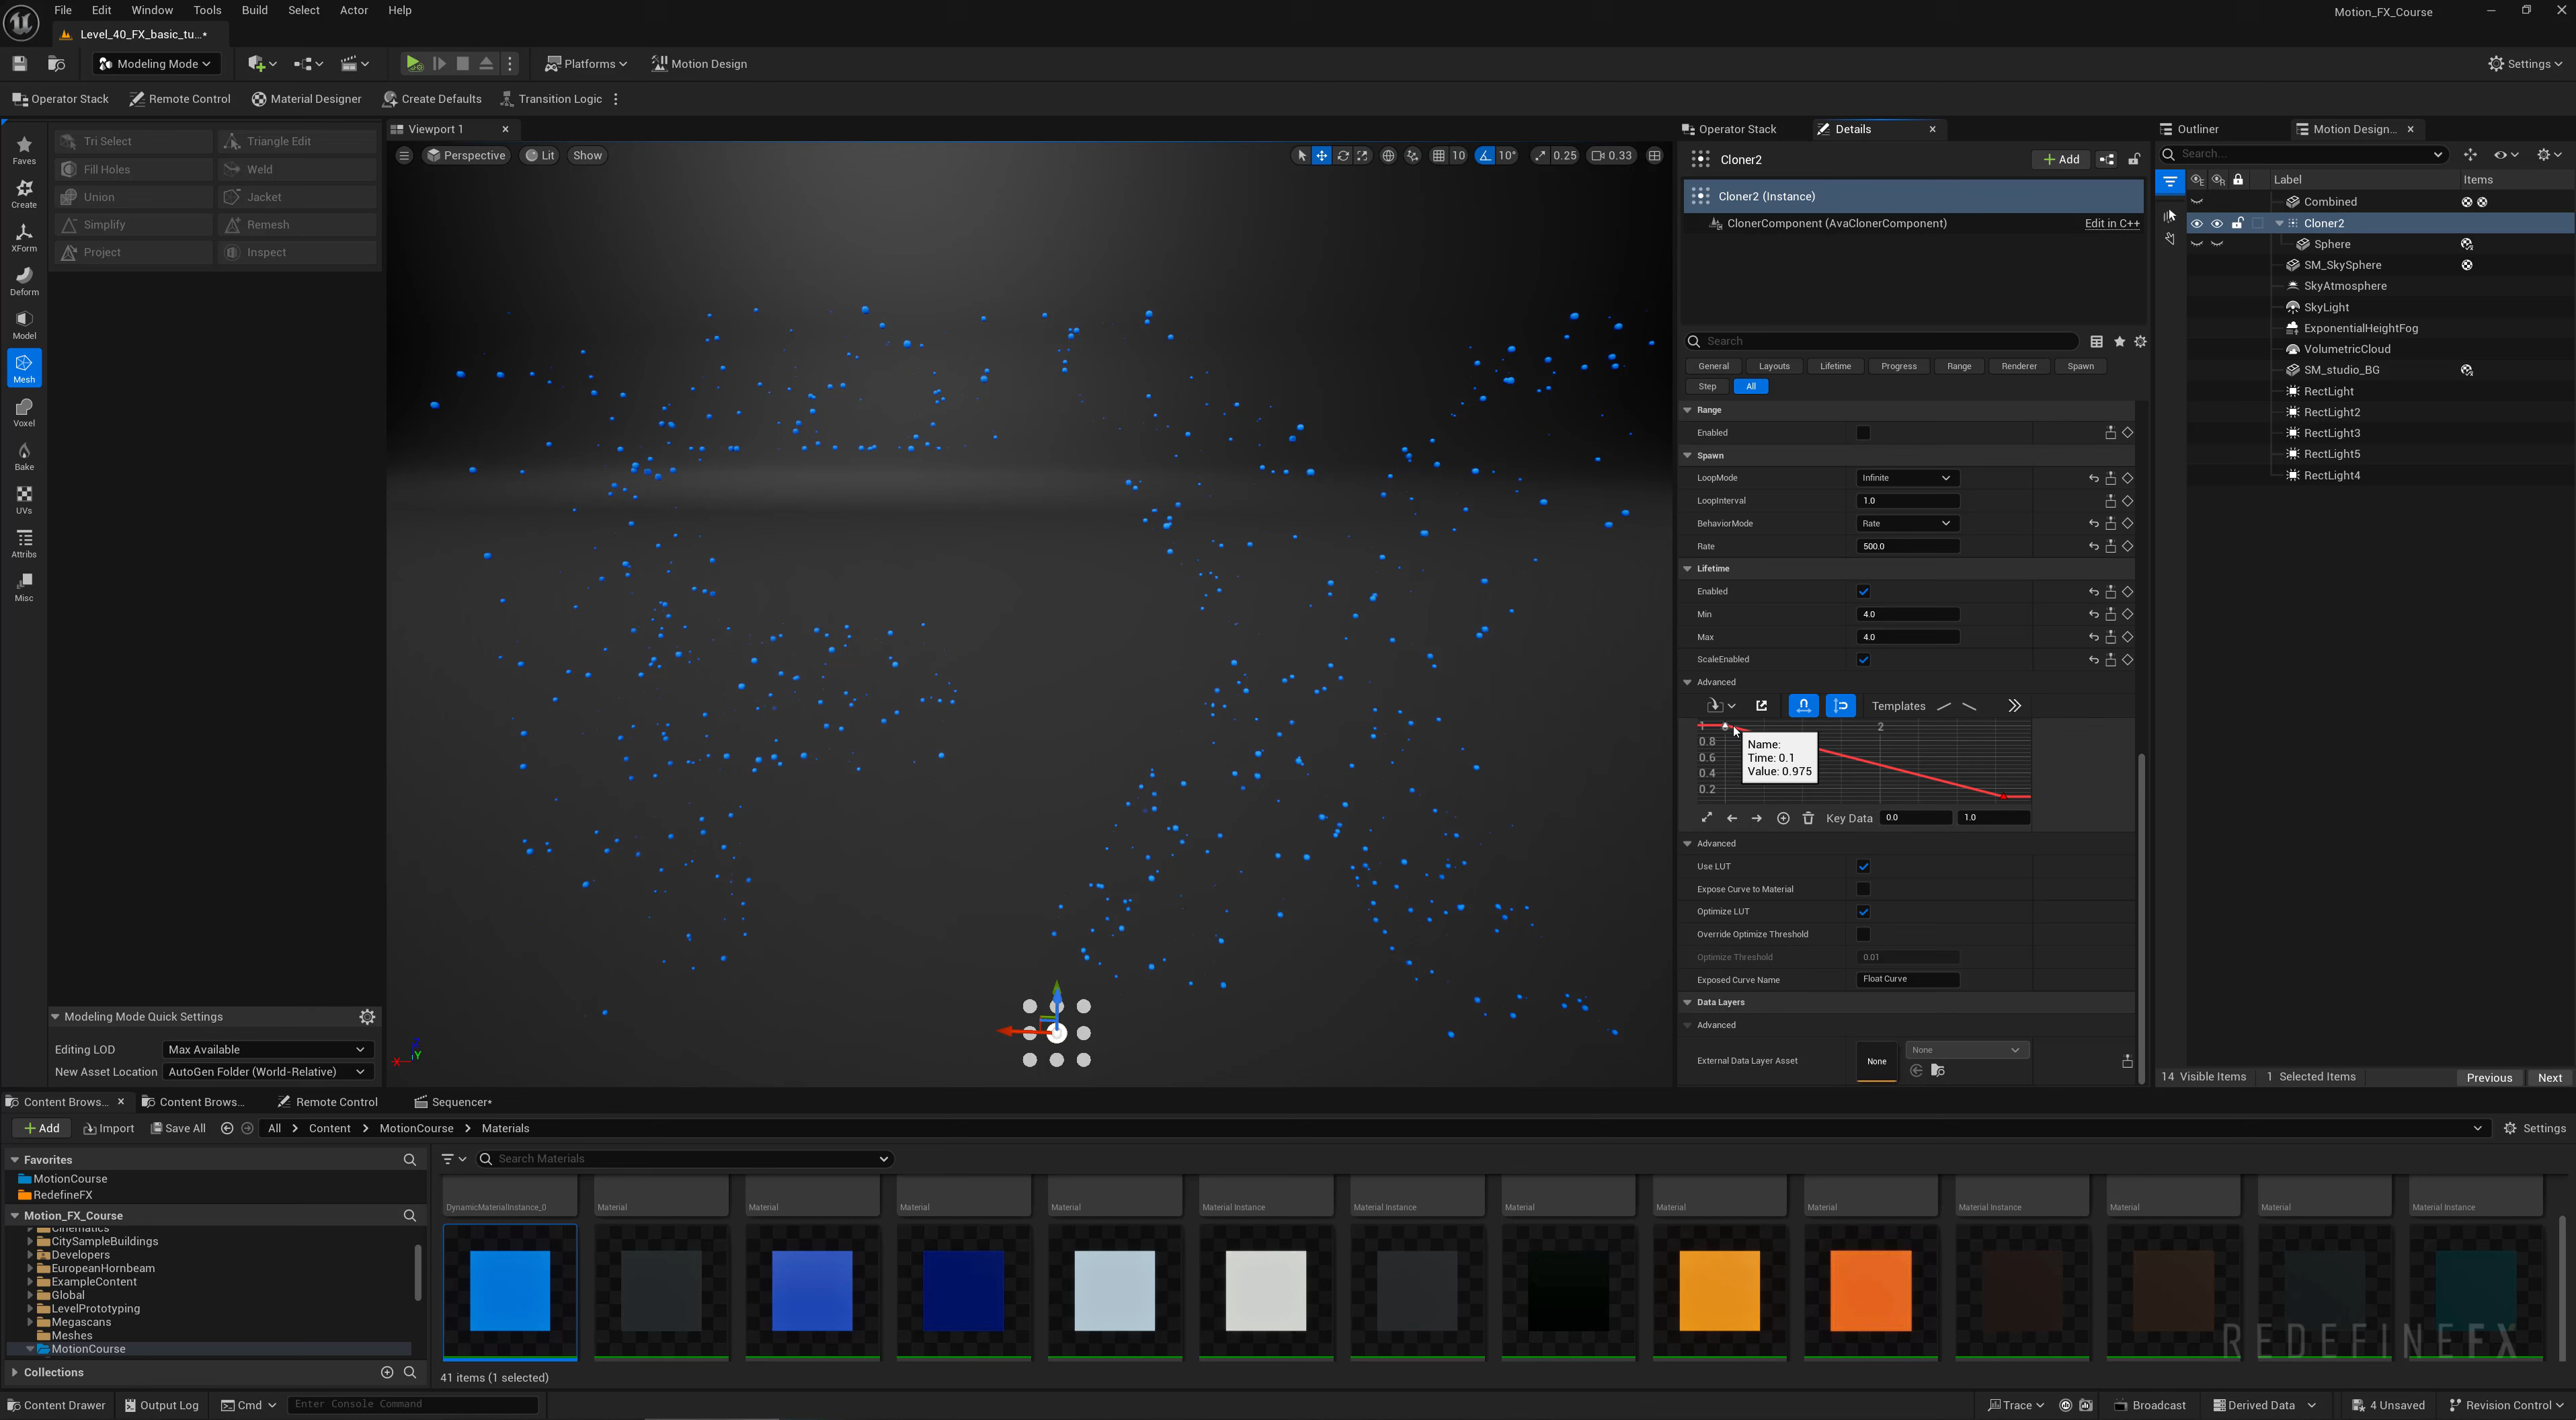 File Edit Window Tools Build Select Actor Help
Motion_FX_Course
Level_40_FX_basic_tu...*
Modeling Mode
Platforms
Motion Design
Settings
Operator Stack Remote Control Material Designer Create Defaults Transition Logic
Faves
Create
XForm
Deform
Model
Mesh
Voxel
Bake
UVs
Attribs
Misc
Tri Select Triangle Edit
Fill Holes Weld
Union Jacket
Simplify Remesh
Project Inspect
Modeling Mode Quick Settings
Editing LOD Max Available
New Asset Location AutoGen Folder (World-Relative)
Viewport 1
Perspective Lit Show
10 10° 0.25 0.33
X Y
Operator Stack Details
Cloner2
Add
Cloner2 (Instance)
ClonerComponent (AvaClonerComponent) Edit in C++
Search
General Layouts Lifetime Progress Range Renderer Spawn
Step All
Range
Enabled
Spawn
LoopMode Infinite
LoopInterval 1.0
BehaviorMode Rate
Rate 500.0
Lifetime
Enabled
Min 4.0
Max 4.0
ScaleEnabled
Advanced
Templates
1 2
0.8
0.6
0.4
0.2
Name:
Time: 0.1
Value: 0.975
Key Data 0.0 1.0
Advanced
Use LUT
Expose Curve to Material
Optimize LUT
Override Optimize Threshold
Optimize Threshold 0.01
Exposed Curve Name Float Curve
Data Layers
Advanced
External Data Layer Asset None None
Outliner Motion Design...
Search...
Label Items
Combined
Cloner2
Sphere
SM_SkySphere
SkyAtmosphere
SkyLight
ExponentialHeightFog
VolumetricCloud
SM_studio_BG
RectLight
RectLight2
RectLight3
RectLight5
RectLight4
14 Visible Items 1 Selected Items Previous Next
Content Brows... Content Brows... Remote Control Sequencer*
Add Import Save All All Content MotionCourse Materials
Settings
Favorites
MotionCourse
RedefineFX
Motion_FX_Course
Cinematics
CitySampleBuildings
Developers
EuropeanHornbeam
ExampleContent
Global
LevelPrototyping
Megascans
Meshes
MotionCourse
Collections
Search Materials
DynamicMaterialInstance_0 Material Material Material Material Material Instance Material Instance Material Material Material Material Instance Material Material Material Instance
REDEFINEFX
41 items (1 selected)
Content Drawer Output Log Cmd Enter Console Command
Trace Broadcast Derived Data 4 Unsaved Revision Control